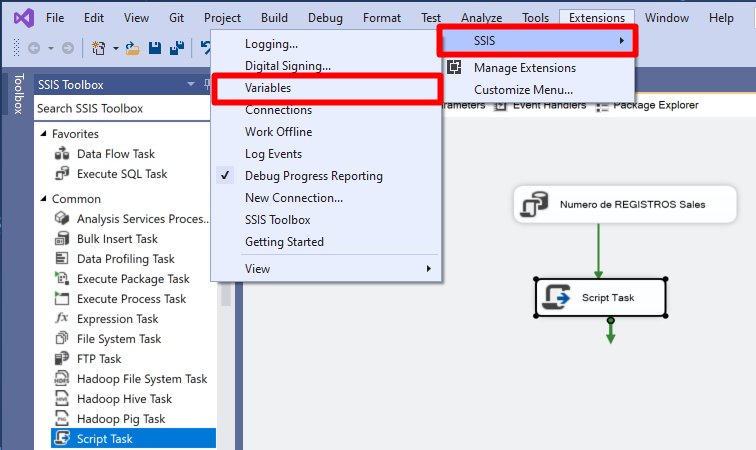 File Edit View Git Project Build Debug Format Test Analyze Tools Extensions Window Help
Logging...
Digital Signing...
Variables
Connections
Work Offline
Log Events
Debug Progress Reporting
New Connection...
SSIS Toolbox
Getting Started
View
SSIS
Manage Extensions
Customize Menu...
Event Handlers
Package Explorer
Toolbox
SSIS Toolbox
Search SSIS Toolbox
Favorites
Data Flow Task
Execute SQL Task
Common
Analysis Services Proces...
Bulk Insert Task
Data Profiling Task
Execute Package Task
Execute Process Task
Expression Task
File System Task
FTP Task
Hadoop File System Task
Hadoop Hive Task
Hadoop Pig Task
Script Task
Numero de REGISTROS Sales
Script Task